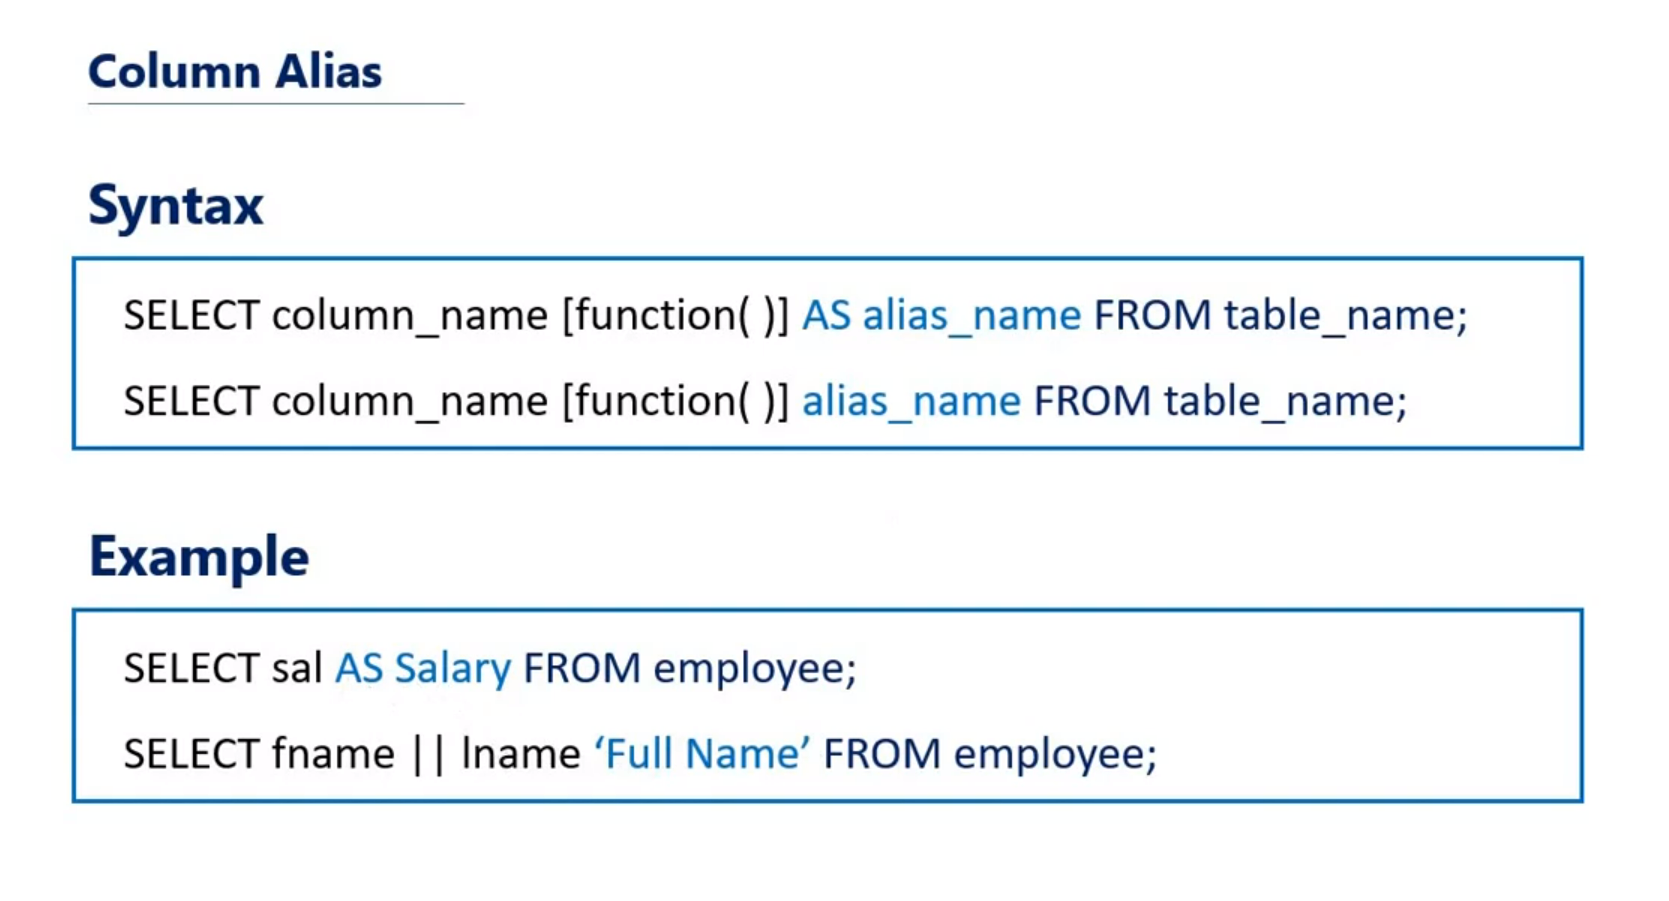 Column Alias
Syntax
SELECT column_name [function( )] AS alias_name FROM table_name;
SELECT column_name [function( )] alias_name FROM table_name;
Example
SELECT sal AS Salary FROM employee;
SELECT fname || lname ‘Full Name’ FROM employee;